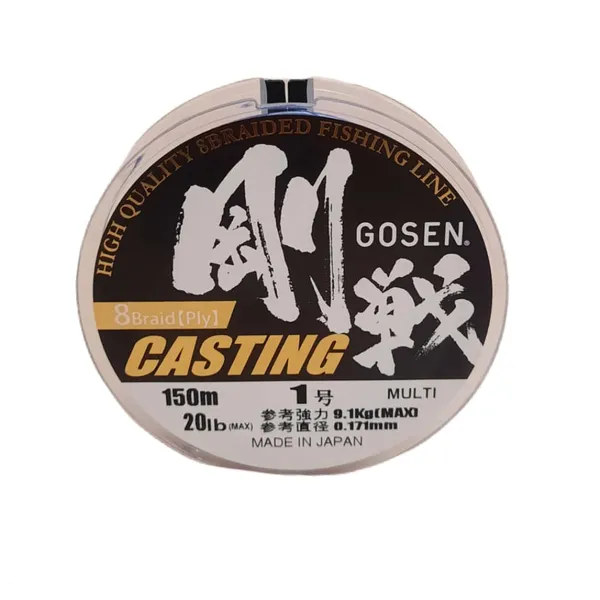 HIGH QUALITY 8BRAIDED FISHING LINE
剛戦
GOSEN®
8Braid【Ply】
CASTING
150m 1号 MULTI
20lb(MAX) 参考強力 9.1Kg(MAX)
参考直径 0.171mm
MADE IN JAPAN